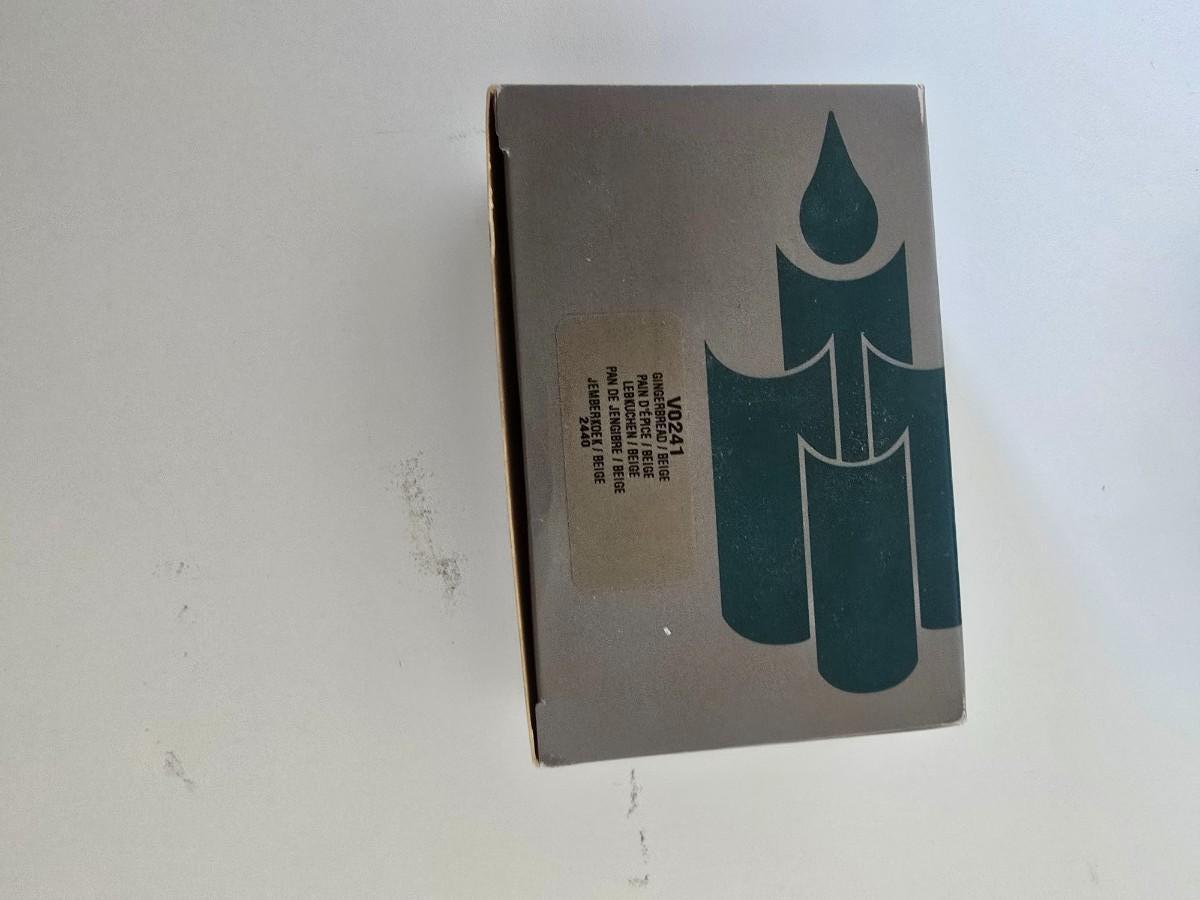 V0241
GINGERBREAD / BEIGE
PAIN D'ÉPICE / BEIGE
LEBKUCHEN / BEIGE
PAN DE JENGIBRE / BEIGE
JEMBERKOEK / BEIGE
2440